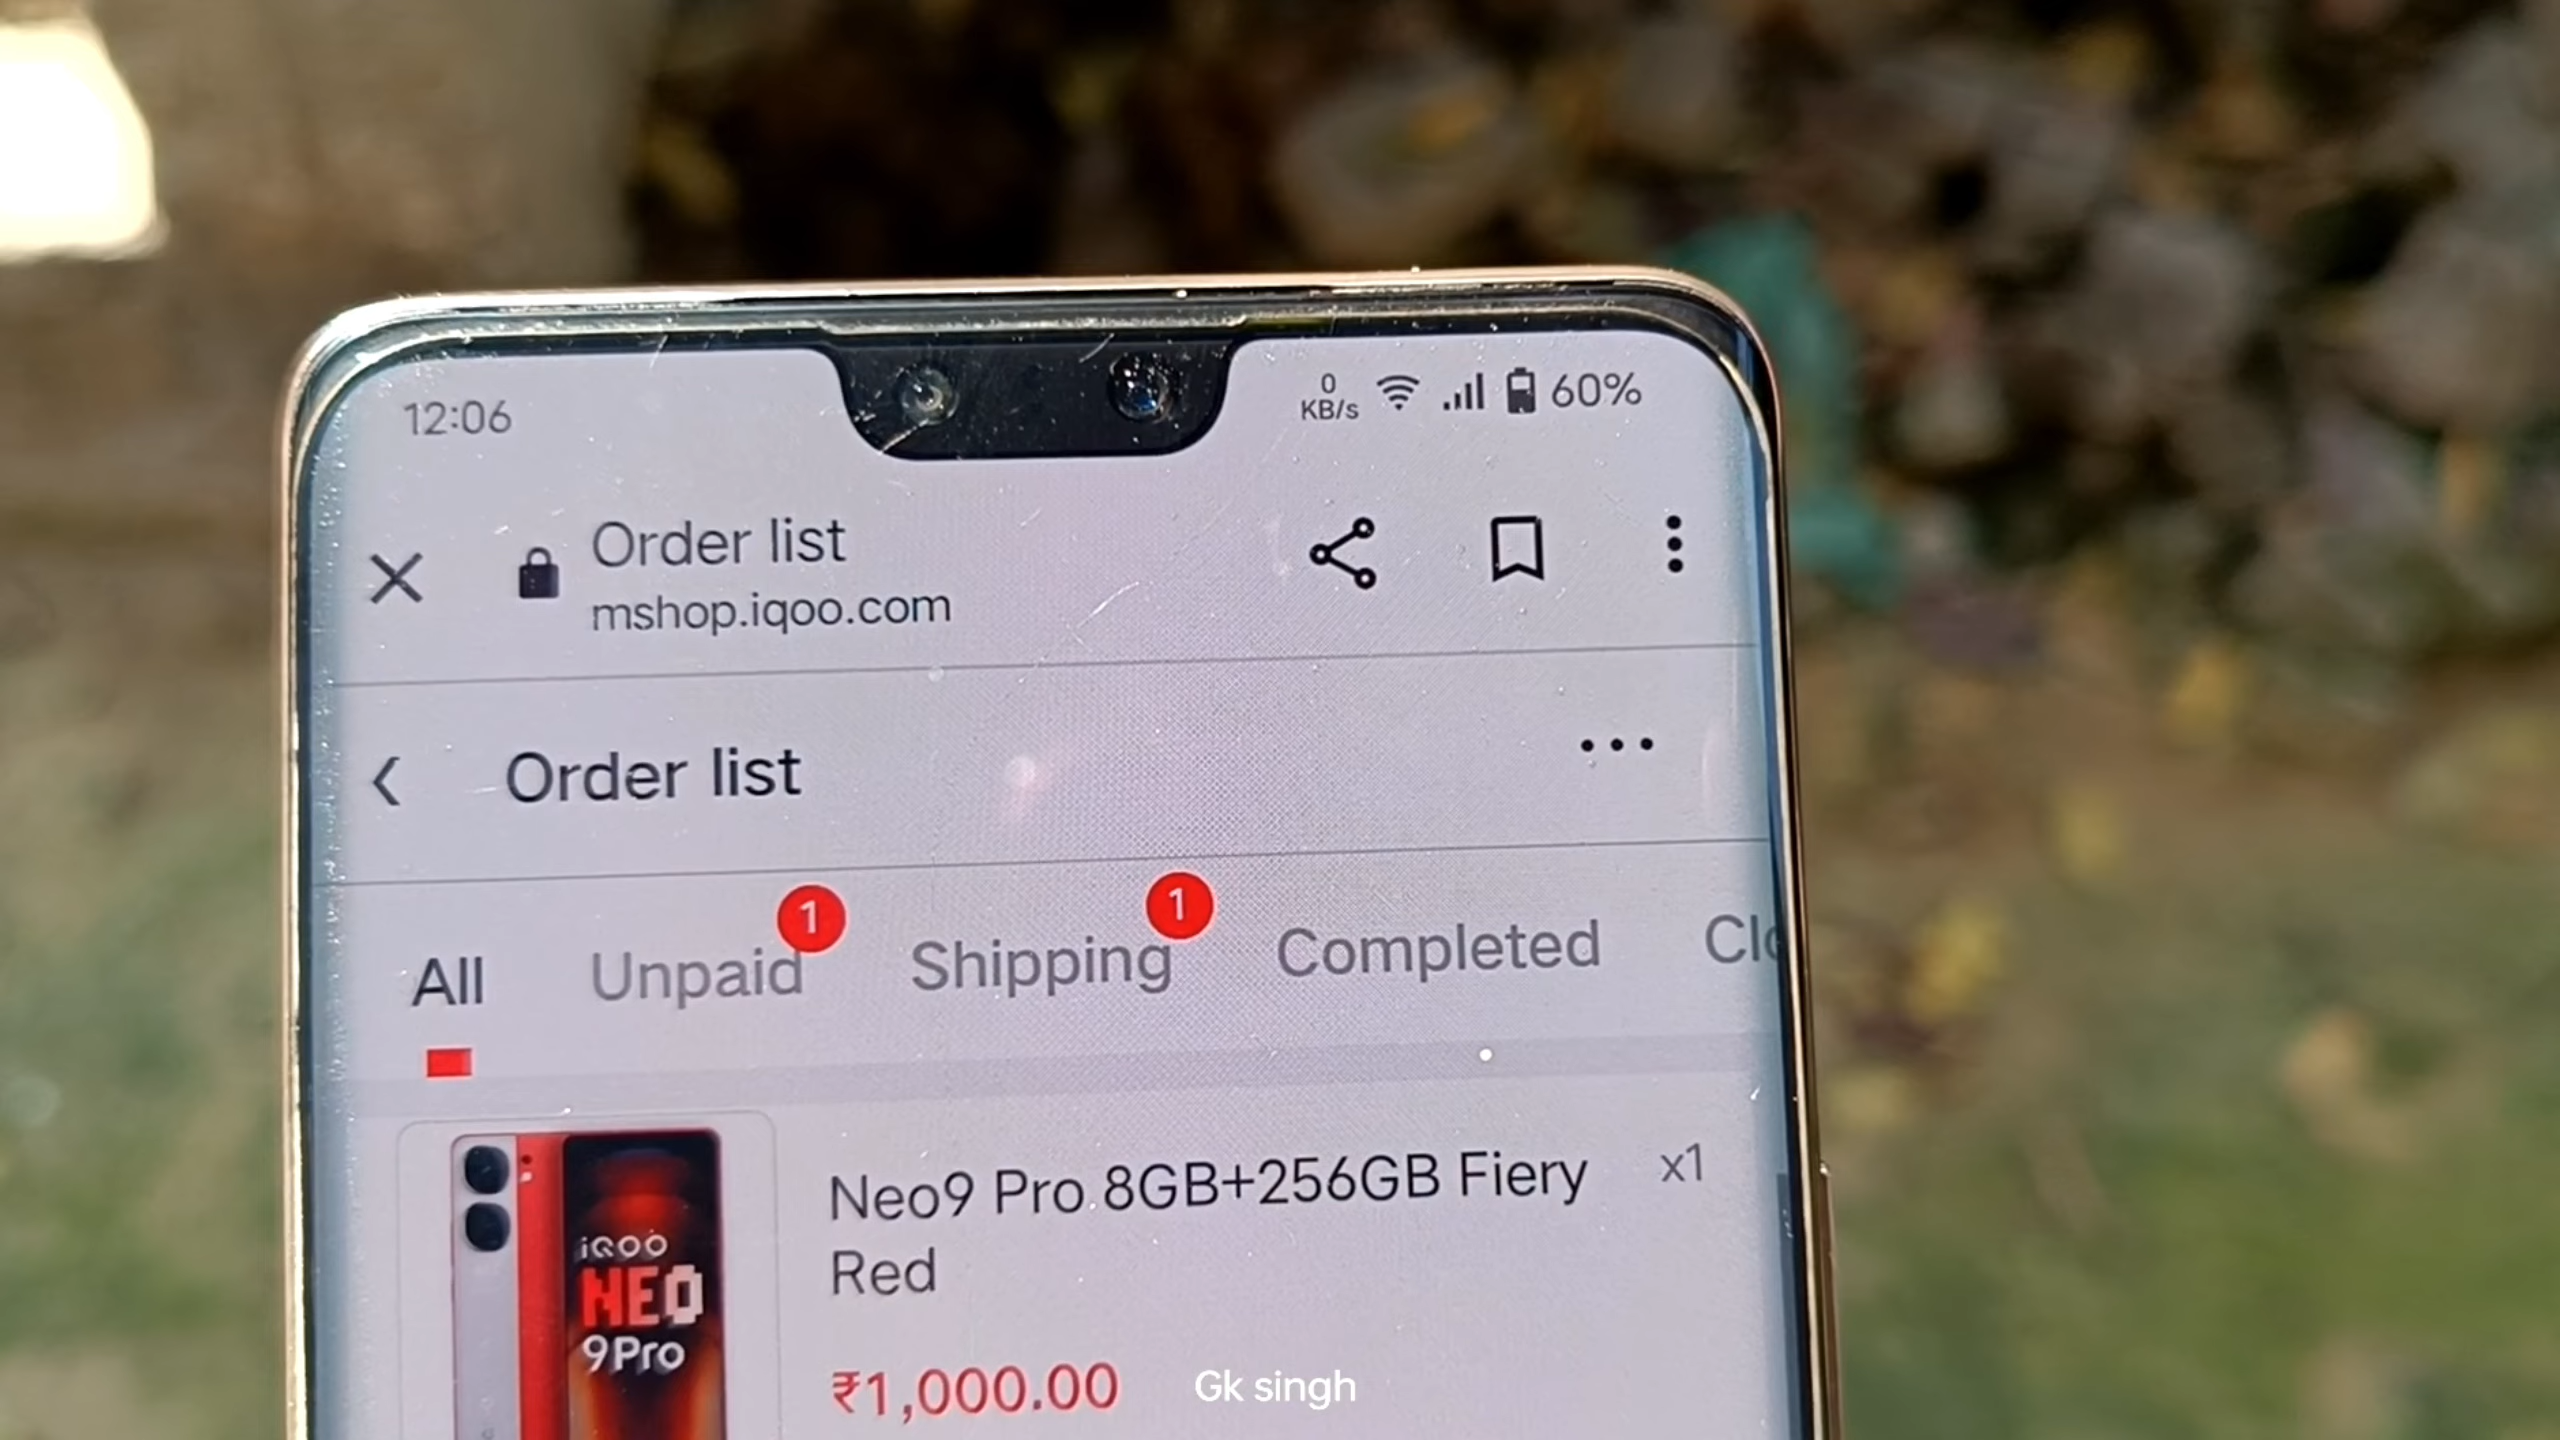 12:06
0
KB/s
60%
Order list
mshop.iqoo.com
Order list
All
Unpaid
1
Shipping
1
Completed
Clo
Neo9 Pro 8GB+256GB Fiery
Red
x1
iQOO
NEO
9Pro
₹1,000.00
Gk singh